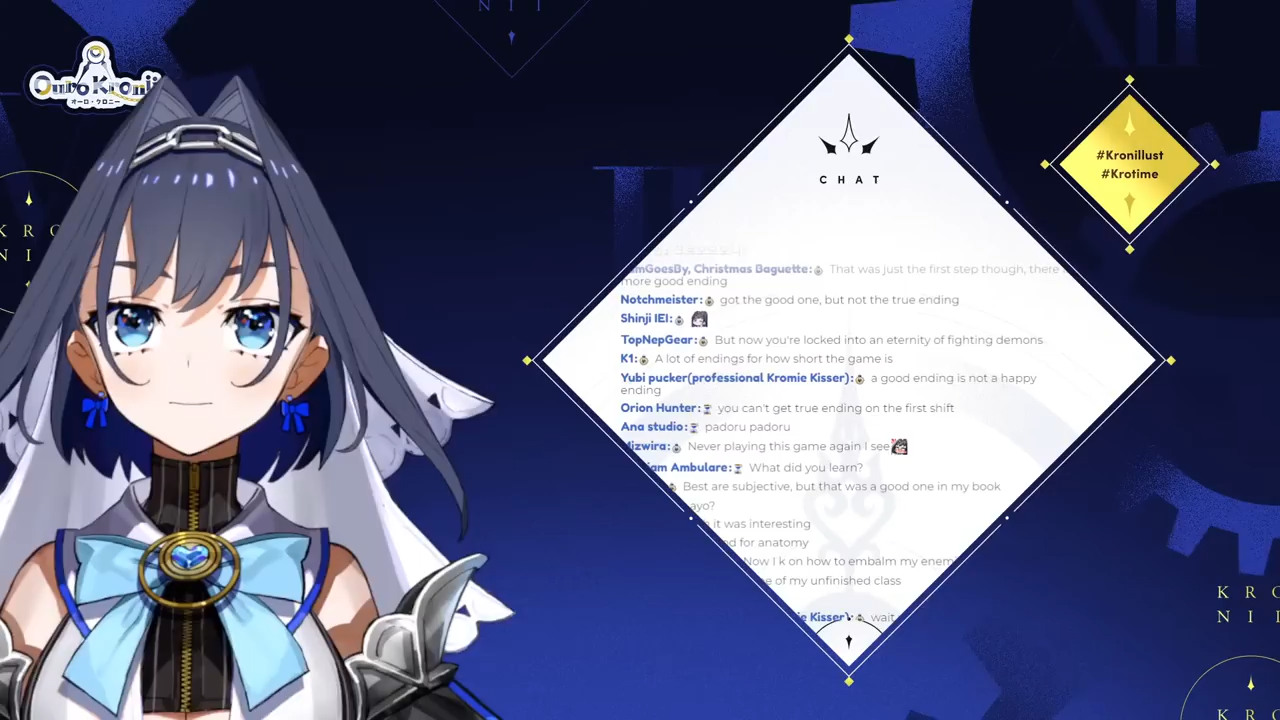 N I I
Ouro Kronii
オーロ・クロニー
#Kronillust
#Krotime
CHAT
K R O
N I
mGoesBy, Christmas Baguette: That was just the first step though, there
more good ending
Notchmeister: got the good one, but not the true ending
Shinji IEI:
TopNepGear: But now you're locked into an eternity of fighting demons
K1: A lot of endings for how short the game is
Yubi pucker(professional Kromie Kisser): a good ending is not a happy
ending
Orion Hunter: you can't get true ending on the first shift
Ana studio: padoru padoru
Mizwira: Never playing this game again I see
iam Ambulare: What did you learn?
Best are subjective, but that was a good one in my book
ayo?
it was interesting
for anatomy
Now I k on how to embalm my enem
of my unfinished class
ie Kisser): wait
K R O
N I I
K R O